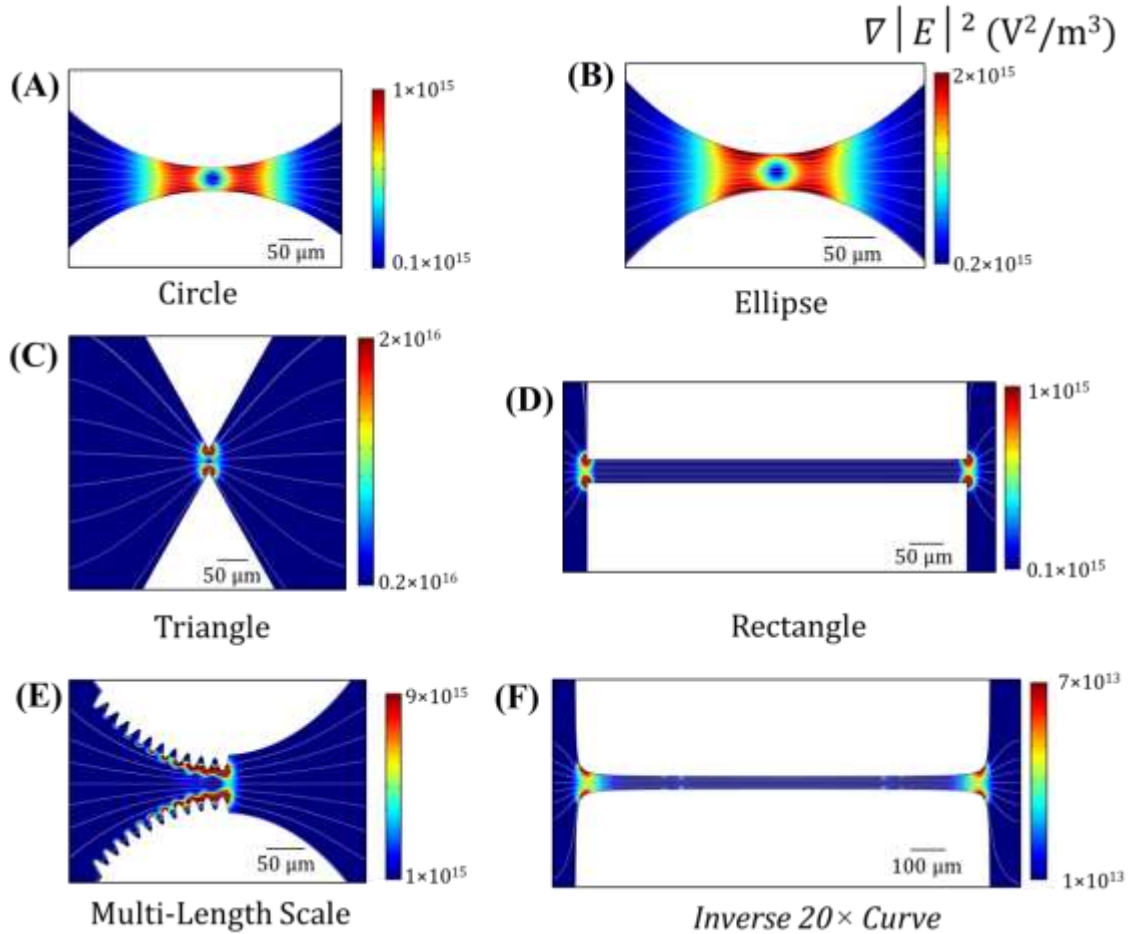 ∇ | E | ² (V²/m³)
(A)
1×10¹⁵
50 μm
0.1×10¹⁵
Circle
(B)
2×10¹⁵
50 μm
0.2×10¹⁵
Ellipse
(C)
2×10¹⁶
50 μm
0.2×10¹⁶
Triangle
(D)
1×10¹⁵
50 μm
0.1×10¹⁵
Rectangle
(E)
9×10¹⁵
50 μm
1×10¹⁵
Multi-Length Scale
(F)
7×10¹³
100 μm
1×10¹³
Inverse 20× Curve